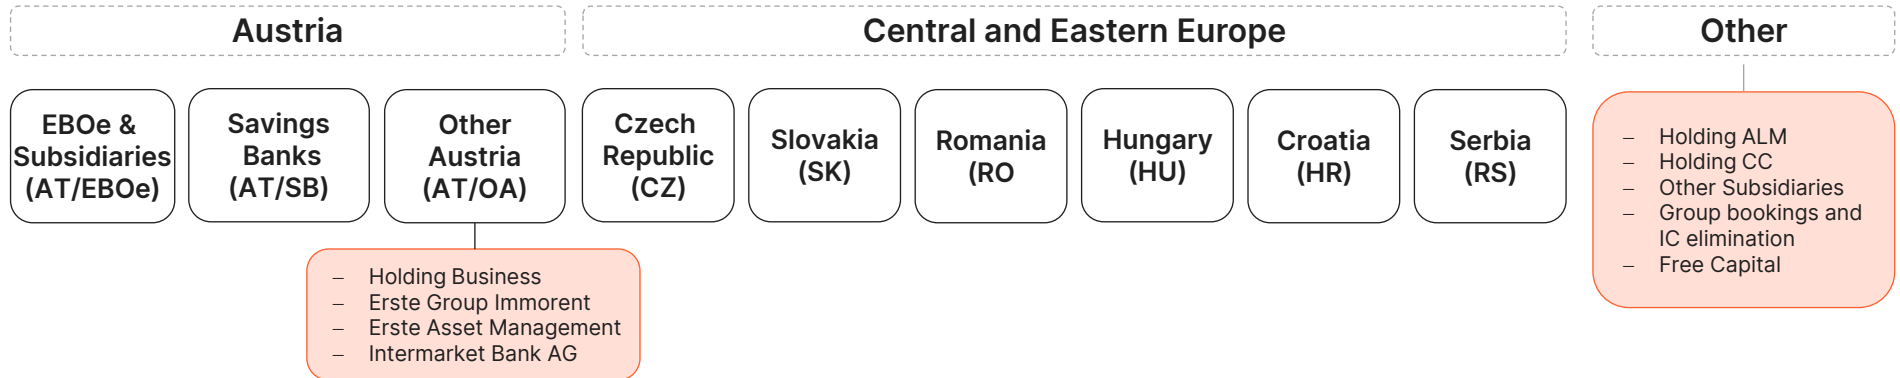 Austria
Central and Eastern Europe
Other
EBOe &
Subsidiaries
(AT/EBOe)
Savings
Banks
(AT/SB)
Other
Austria
(AT/OA)
Czech
Republic
(CZ)
Slovakia
(SK)
Romania
(RO
Hungary
(HU)
Croatia
(HR)
Serbia
(RS)
– Holding Business
– Erste Group Immorent
– Erste Asset Management
– Intermarket Bank AG
– Holding ALM
– Holding CC
– Other Subsidiaries
– Group bookings and
IC elimination
– Free Capital